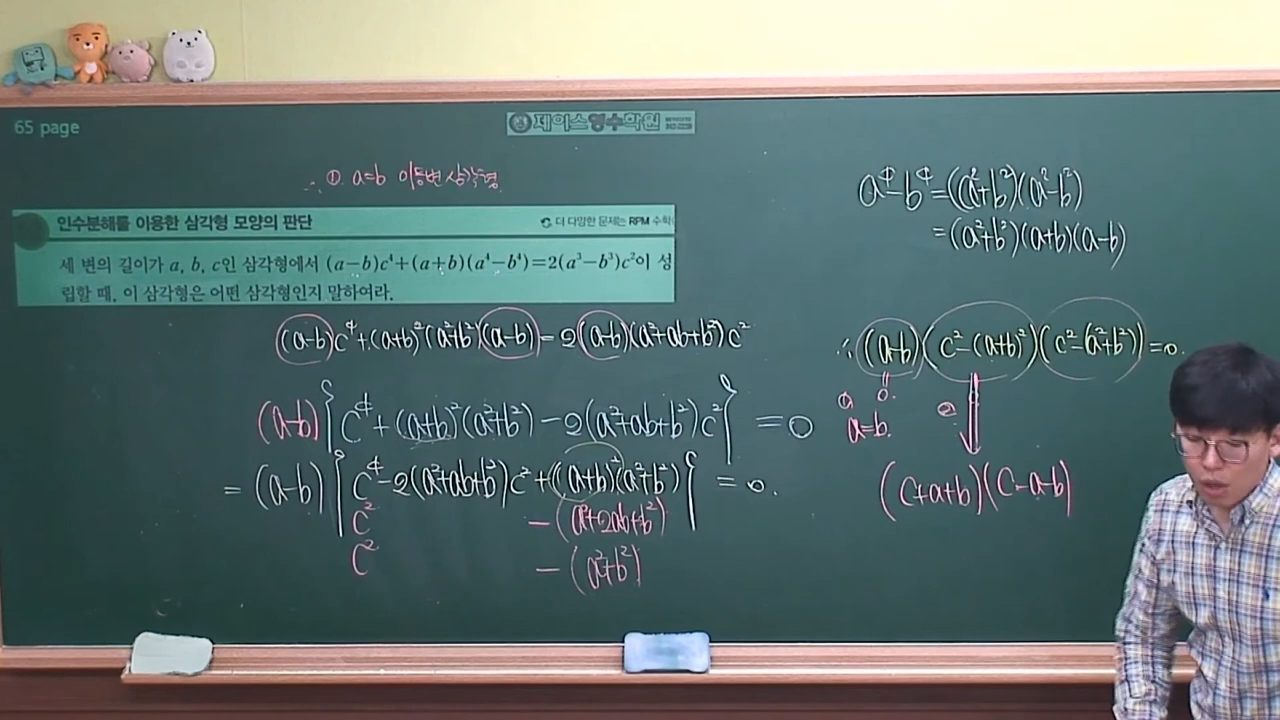 65 page
제이스영수학원
∴ ① a=b 이등변 삼각형
인수분해를 이용한 삼각형 모양의 판단
더 다양한 문제는 RPM 수학
세 변의 길이가 a, b, c인 삼각형에서 (a-b)c⁴+(a+b)(a⁴-b⁴)=2(a³-b³)c²이 성
립할 때, 이 삼각형은 어떤 삼각형인지 말하여라.
(a-b)c⁴+(a+b)²(a²+b²)(a-b)=2(a-b)(a²+ab+b²)c²
(a-b){c⁴+(a+b)²(a²+b²)-2(a²+ab+b²)c²}=0
=(a-b){c⁴-2(a²+ab+b²)c²+(a+b)²(a²+b²)}=0.
c² -(a²+2ab+b²)
c² -(a²+b²)
a⁴-b⁴=(a²+b²)(a²-b²)
=(a²+b²)(a+b)(a-b)
∴ (a-b)(c²-(a+b)²)(c²-(a²+b²))=0.
① 0. ② 0
a=b.
(c+a+b)(c-a-b)